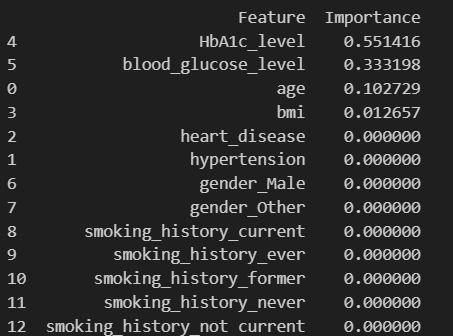 Feature Importance
4 HbA1c_level 0.551416
5 blood_glucose_level 0.333198
0 age 0.102729
3 bmi 0.012657
2 heart_disease 0.000000
1 hypertension 0.000000
6 gender_Male 0.000000
7 gender_Other 0.000000
8 smoking_history_current 0.000000
9 smoking_history_ever 0.000000
10 smoking_history_former 0.000000
11 smoking_history_never 0.000000
12 smoking_history_not current 0.000000